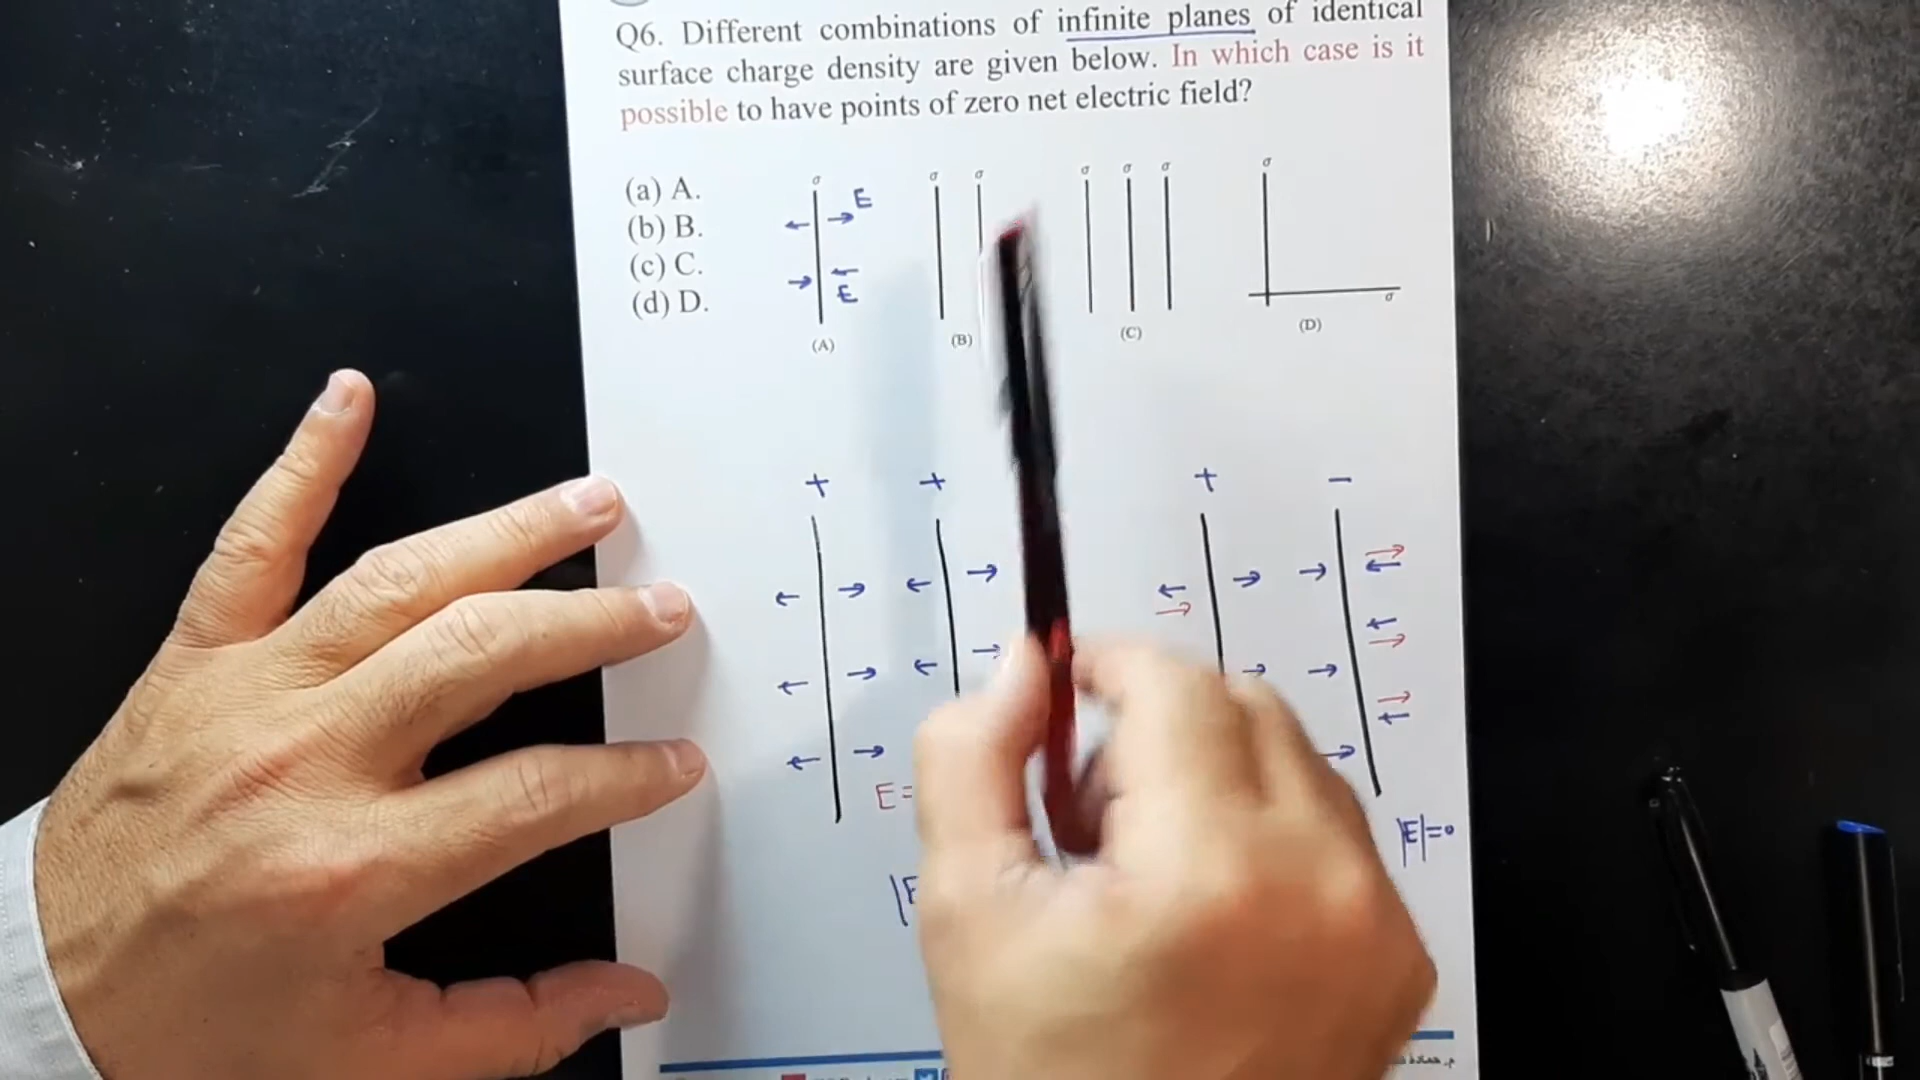 Q6. Different combinations of infinite planes of identical
surface charge density are given below. In which case is it
possible to have points of zero net electric field?
(a) A.
(b) B.
(c) C.
(d) D.
σ
E
E
(A)
σ σ
(B)
σ σ σ
(C)
σ
σ
(D)
+ +
E=
+ −
|E|=0